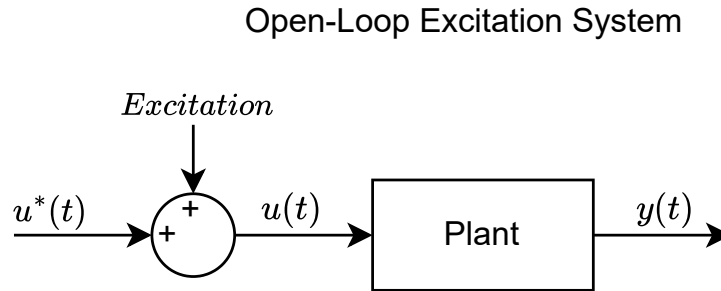 Open-Loop Excitation System
Excitation
u*(t)
+
+
u(t)
Plant
y(t)